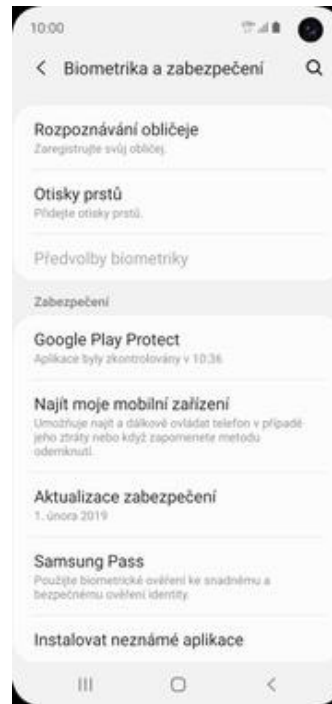 10:00
Biometrika a zabezpečení
Rozpoznávání obličeje
Zaregistrujte svůj obličej.
Otisky prstů
Přidejte otisky prstů.
Předvolby biometriky
Zabezpečení
Google Play Protect
Aplikace byly zkontrolovány v 10:36
Najít moje mobilní zařízení
Umožňuje najít a dálkově ovládat telefon v případě
jeho ztráty nebo když zapomenete metodu
odemknutí.
Aktualizace zabezpečení
1. února 2019
Samsung Pass
Použijte biometrické ověření ke snadnému a
bezpečnému ověření identity.
Instalovat neznámé aplikace